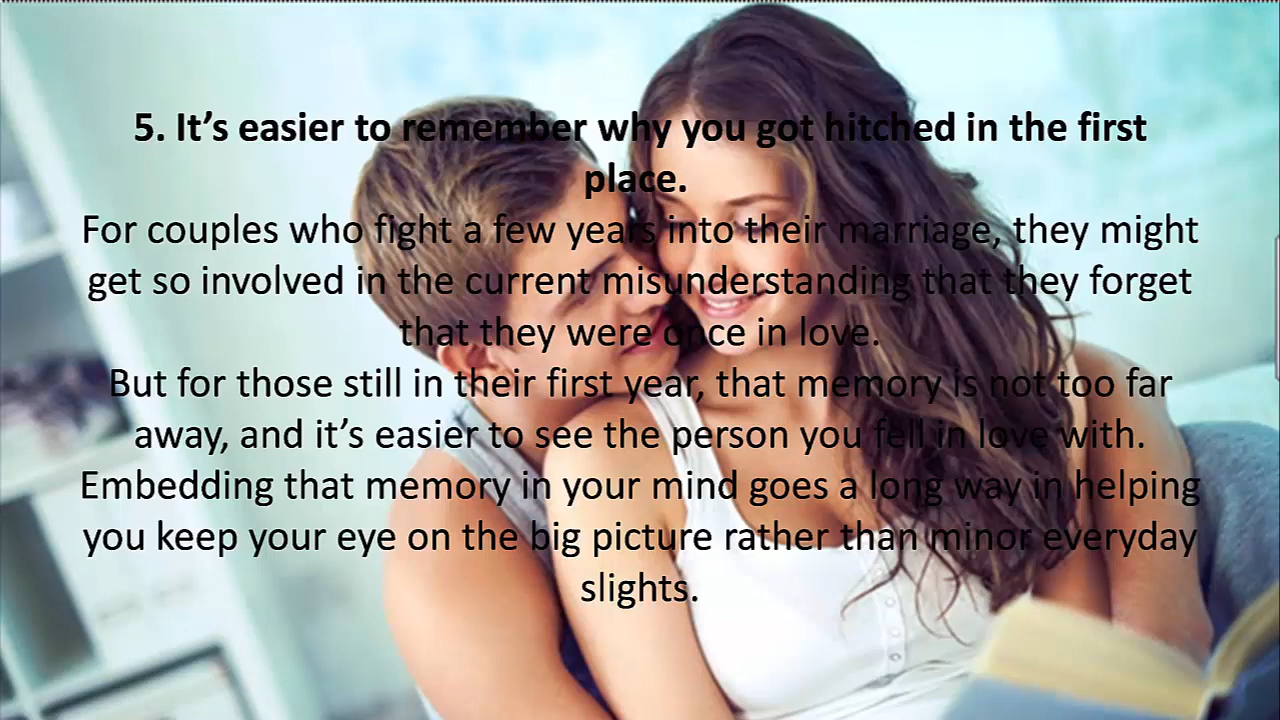 5. It’s easier to remember why you got hitched in the first
place.
For couples who fight a few years into their marriage, they might
get so involved in the current misunderstanding that they forget
that they were once in love.
But for those still in their first year, that memory is not too far
away, and it’s easier to see the person you fell in love with.
Embedding that memory in your mind goes a long way in helping
you keep your eye on the big picture rather than minor everyday
slights.